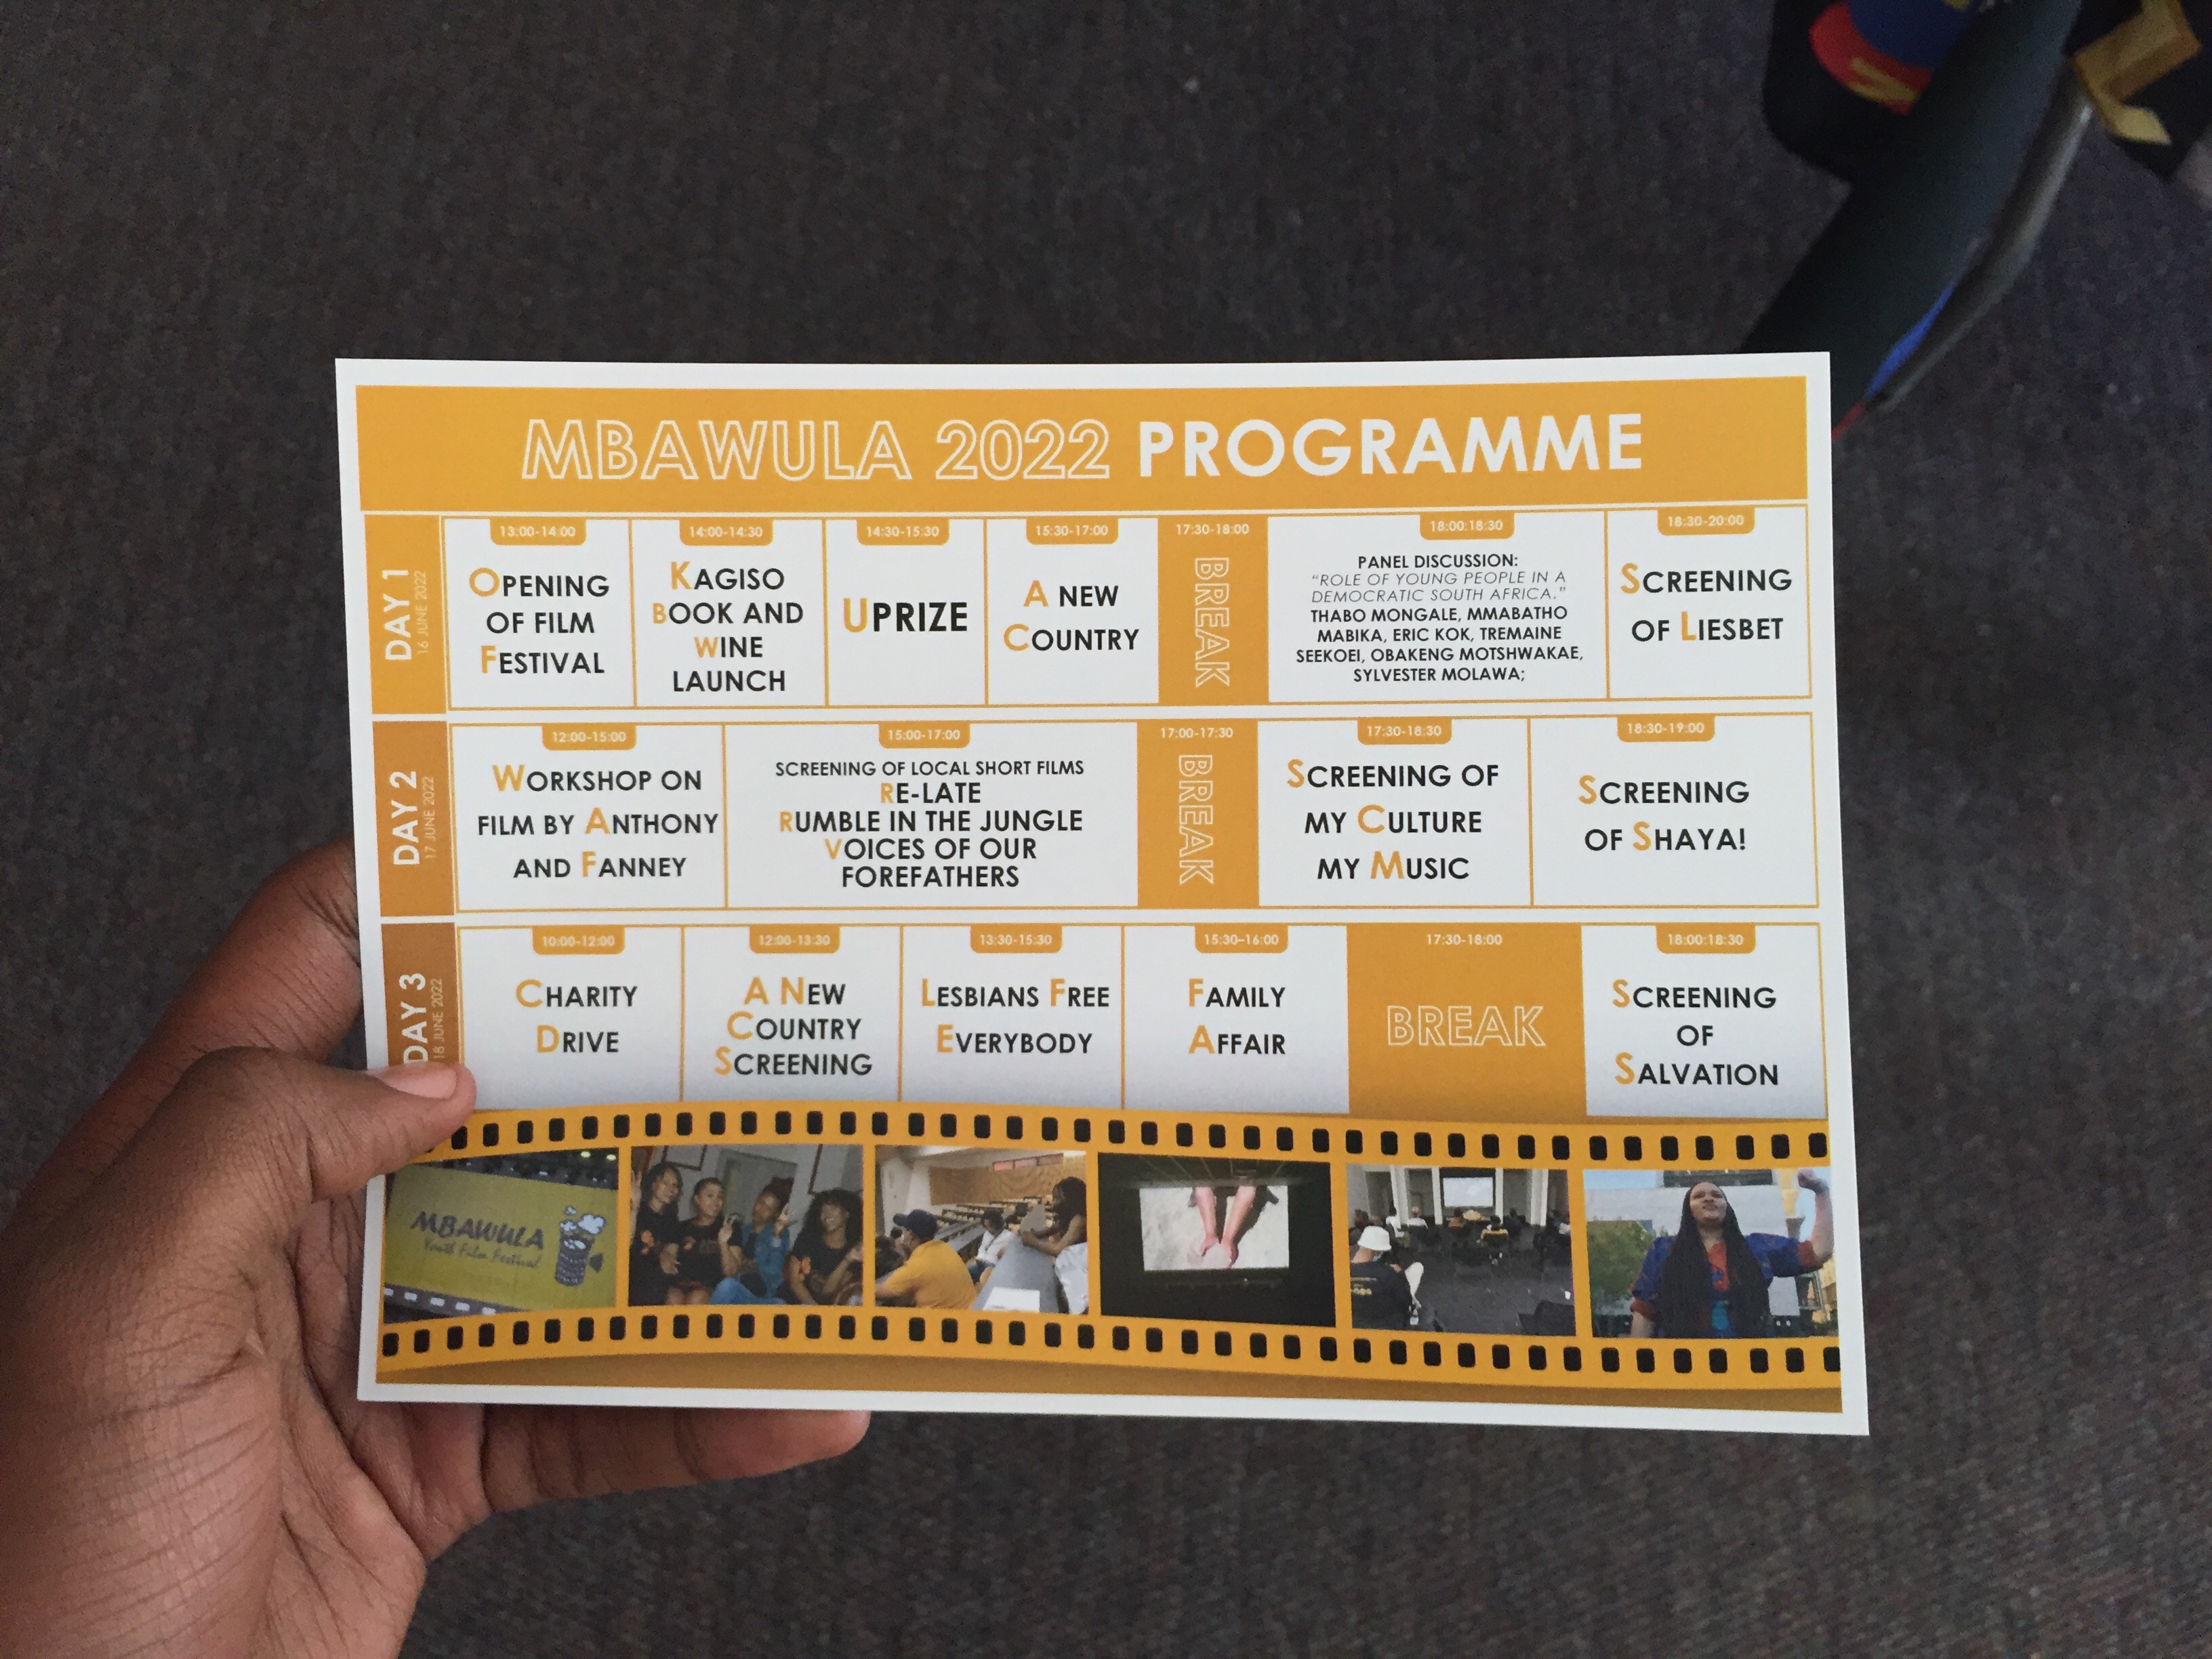 MBAWULA 2022 PROGRAMME
DAY 1
16 JUNE 2022
13:00-14:00
OPENING
OF FILM
FESTIVAL
14:00-14:30
KAGISO
BOOK AND
WINE
LAUNCH
14:30-15:30
UPRIZE
15:30-17:00
A NEW
COUNTRY
17:30-18:00
BREAK
18:00:18:30
PANEL DISCUSSION:
"ROLE OF YOUNG PEOPLE IN A
DEMOCRATIC SOUTH AFRICA."
THABO MONGALE, MMABATHO
MABIKA, ERIC KOK, TREMAINE
SEEKOEI, OBAKENG MOTSHWAKAE,
SYLVESTER MOLAWA;
18:30-20:00
SCREENING
OF LIESBET
DAY 2
17 JUNE 2022
12:00-15:00
WORKSHOP ON
FILM BY ANTHONY
AND FANNEY
15:00-17:00
SCREENING OF LOCAL SHORT FILMS
RE-LATE
RUMBLE IN THE JUNGLE
VOICES OF OUR
FOREFATHERS
17:00-17:30
BREAK
17:30-18:30
SCREENING OF
MY CULTURE
MY MUSIC
18:30-19:00
SCREENING
OF SHAYA!
DAY 3
18 JUNE 2022
10:00-12:00
CHARITY
DRIVE
12:00-13:30
A NEW
COUNTRY
SCREENING
13:30-15:30
LESBIANS FREE
EVERYBODY
15:30–16:00
FAMILY
AFFAIR
17:30-18:00
BREAK
18:00:18:30
SCREENING
OF
SALVATION
MBAWULA
Youth Film Festival